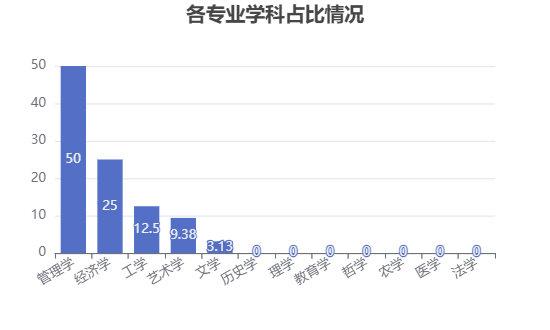 各专业学科占比情况
50
40
30
20
10
0
50
25
12.5
9.38
3.13
0
0
0
0
0
0
0
管理学
经济学
工学
艺术学
文学
历史学
理学
教育学
哲学
农学
医学
法学